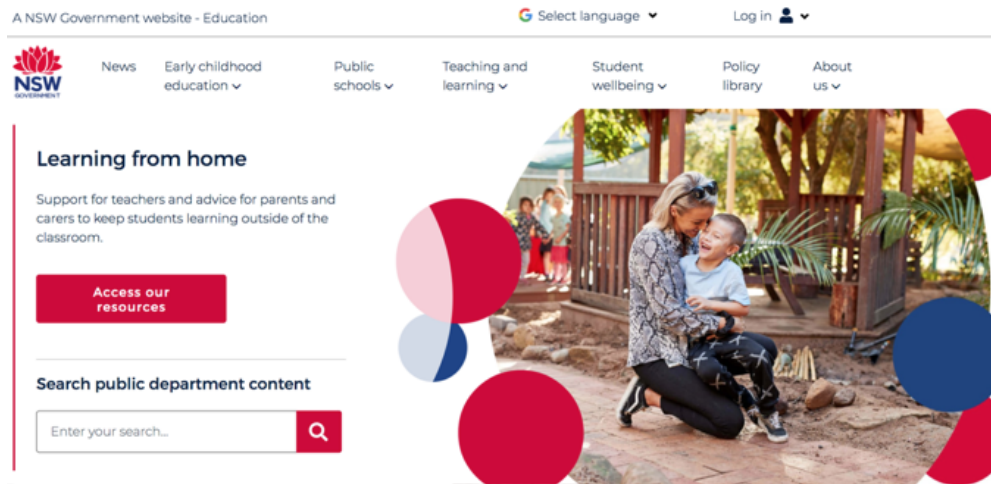 A NSW Government website - Education
Select language
Log in
NSW
GOVERNMENT
News
Early childhood
education
Public
schools
Teaching and
learning
Student
wellbeing
Policy
library
About
us
Learning from home
Support for teachers and advice for parents and
carers to keep students learning outside of the
classroom.
Access our
resources
Search public department content
Enter your search...